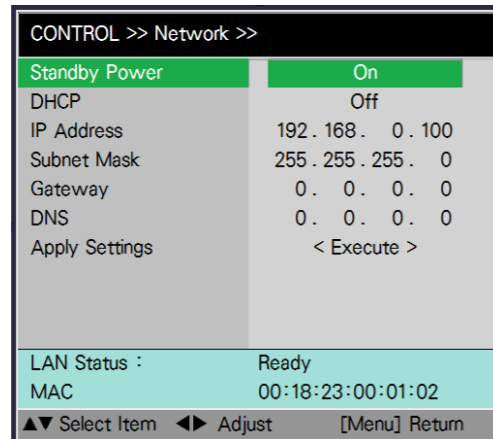 CONTROL >> Network >>
Standby Power On
DHCP Off
IP Address 192 . 168 . 0 . 100
Subnet Mask 255 . 255 . 255 . 0
Gateway 0 . 0 . 0 . 0
DNS 0 . 0 . 0 . 0
Apply Settings < Execute >
LAN Status : Ready
MAC 00:18:23:00:01:02
▲▼ Select Item ◀▶ Adjust [Menu] Return